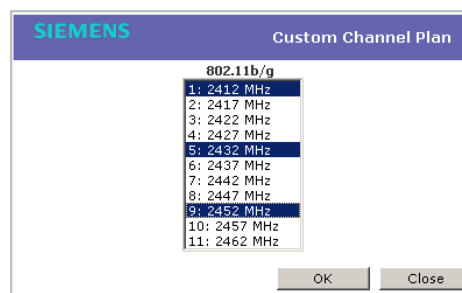 SIEMENS
Custom Channel Plan
802.11b/g
1: 2412 MHz
2: 2417 MHz
3: 2422 MHz
4: 2427 MHz
5: 2432 MHz
6: 2437 MHz
7: 2442 MHz
8: 2447 MHz
9: 2452 MHz
10: 2457 MHz
11: 2462 MHz
OK
Close